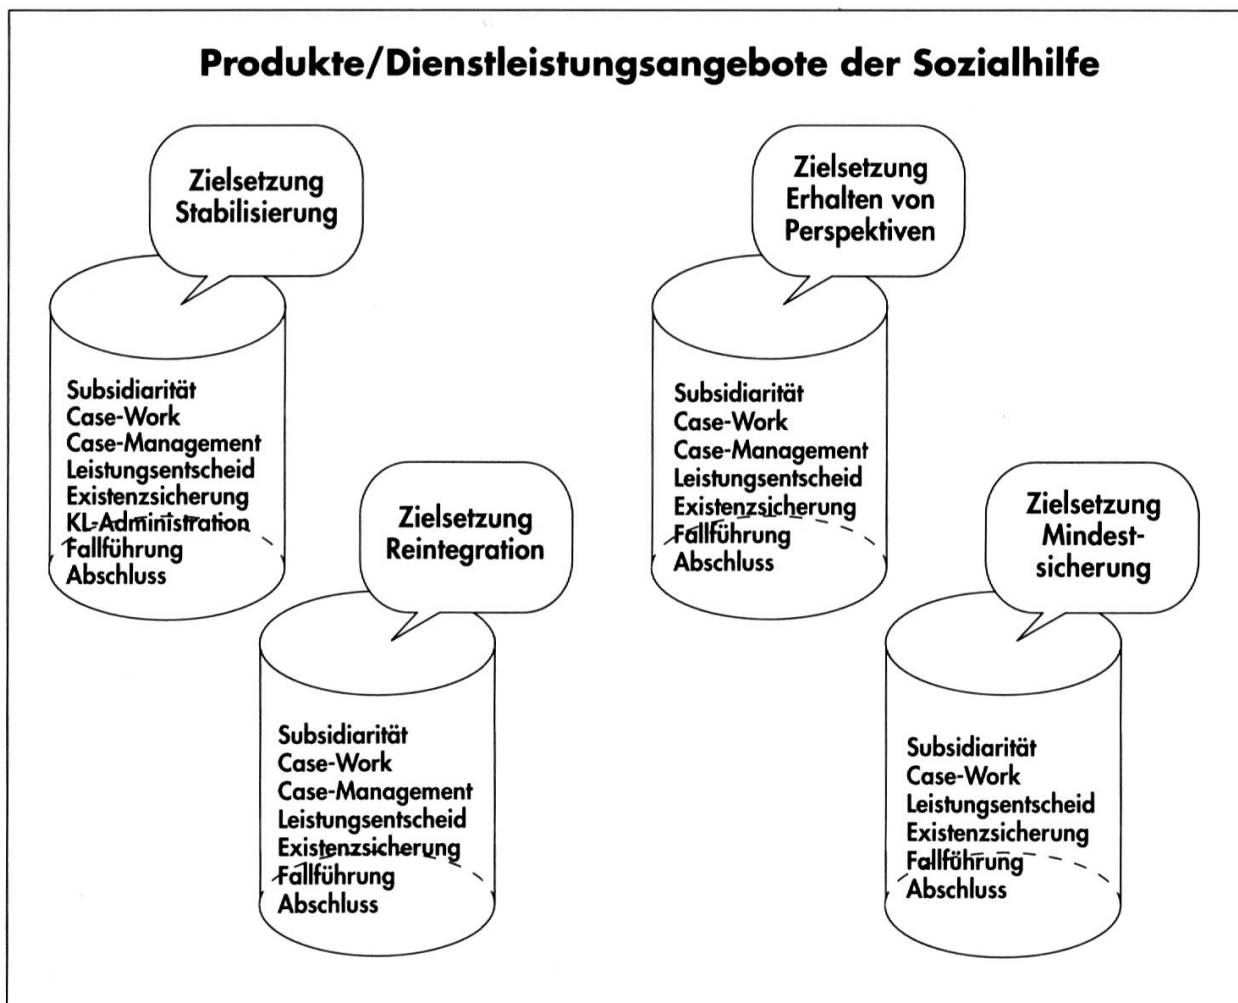 Produkte/Dienstleistungsangebote der Sozialhilfe
Zielsetzung
Stabilisierung
Subsidiarität
Case-Work
Case-Management
Leistungsentscheid
Existenzsicherung
KL-Administration
Fallführung
Abschluss
Zielsetzung
Reintegration
Subsidiarität
Case-Work
Case-Management
Leistungsentscheid
Existenzsicherung
Fallführung
Abschluss
Zielsetzung
Erhalten von
Perspektiven
Subsidiarität
Case-Work
Case-Management
Leistungsentscheid
Existenzsicherung
Fallführung
Abschluss
Zielsetzung
Mindest-
sicherung
Subsidiarität
Case-Work
Leistungsentscheid
Existenzsicherung
Fallführung
Abschluss